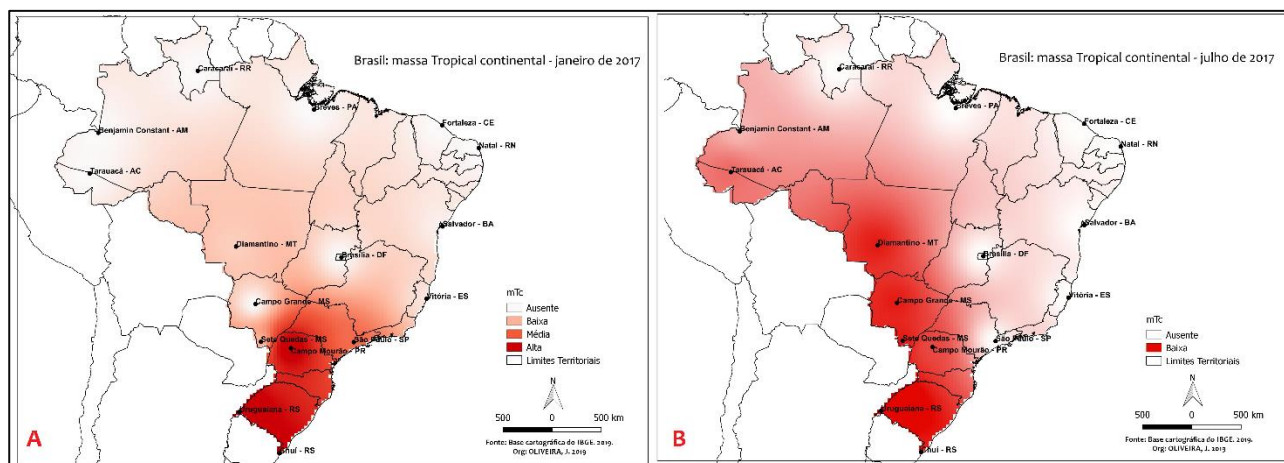 Brasil: massa Tropical continental - janeiro de 2017
Caracaraí - RR
Breves - PA
Fortaleza - CE
Benjamin Constant - AM
Natal - RN
Tarauacá - AC
Salvador - BA
Diamantino - MT
Brasília - DF
Vitória - ES
Campo Grande - MS
Sete Quedas - MS
São Paulo - SP
Campo Mourão - PR
Uruguaiana - RS
Chuí - RS
mTc
Ausente
Baixa
Média
Alta
Limites Territoriais
N
500 0 500 km
Fonte: Base cartográfica do IBGE. 2019.
Org: OLIVEIRA, J. 2019
A
Brasil: massa Tropical continental - julho de 2017
Caracaraí - RR
Breves - PA
Fortaleza - CE
Benjamin Constant - AM
Natal - RN
Tarauacá - AC
Salvador - BA
Diamantino - MT
Brasília - DF
Vitória - ES
Campo Grande - MS
Sete Quedas - MS
São Paulo - SP
Campo Mourão - PR
Uruguaiana - RS
Chuí - RS
mTc
Ausente
Baixa
Limites Territoriais
N
500 0 500 km
Fonte: Base cartográfica do IBGE. 2019.
Org: OLIVEIRA, J. 2019
B